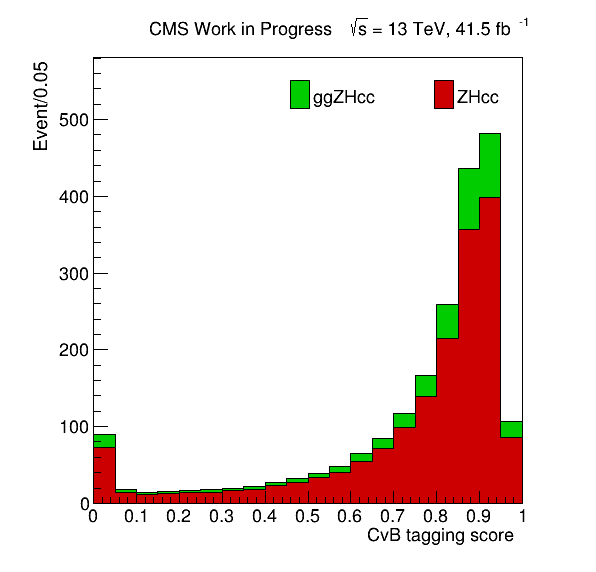 CMS Work in Progress √s = 13 TeV, 41.5 fb -1
Event/0.05
ggZHcc ZHcc
500
400
300
200
100
0
0 0.1 0.2 0.3 0.4 0.5 0.6 0.7 0.8 0.9 1
CvB tagging score